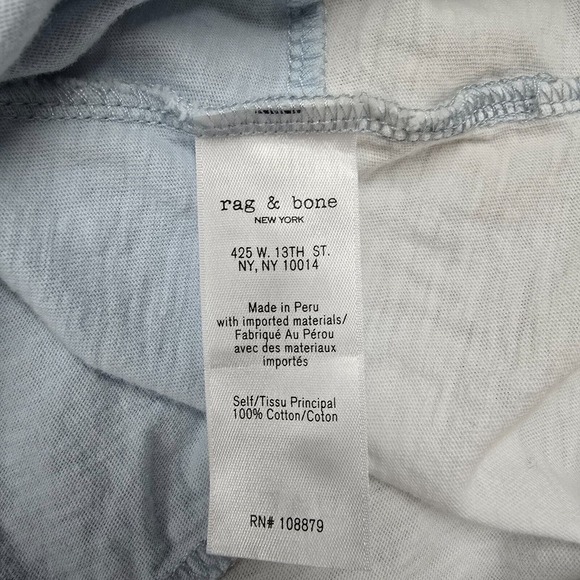 rag & bone
NEW YORK
425 W. 13TH ST.
NY, NY 10014
Made in Peru
with imported materials/
Fabriqué Au Pérou
avec des materiaux
importés
Self/Tissu Principal
100% Cotton/Coton
RN# 108879